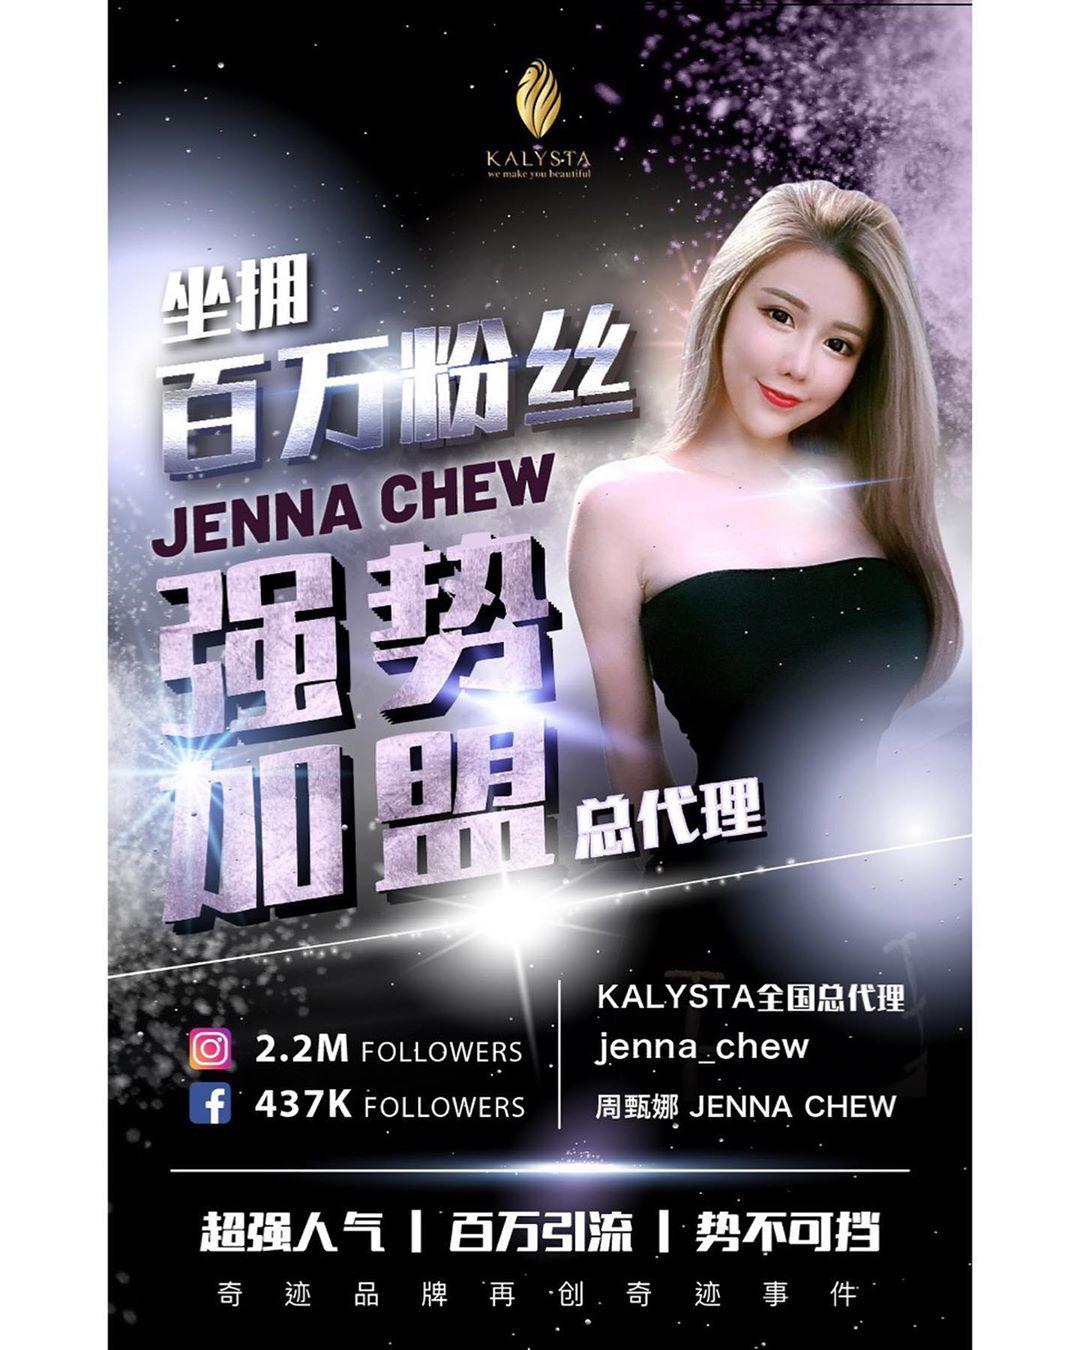 KALYSTA
we make you beautiful
坐拥
百万粉丝
JENNA CHEW
强势
加盟总代理
2.2M FOLLOWERS
437K FOLLOWERS
KALYSTA全国总代理
jenna_chew
周甄娜 JENNA CHEW
超强人气 | 百万引流 | 势不可挡
奇迹品牌再创奇迹事件